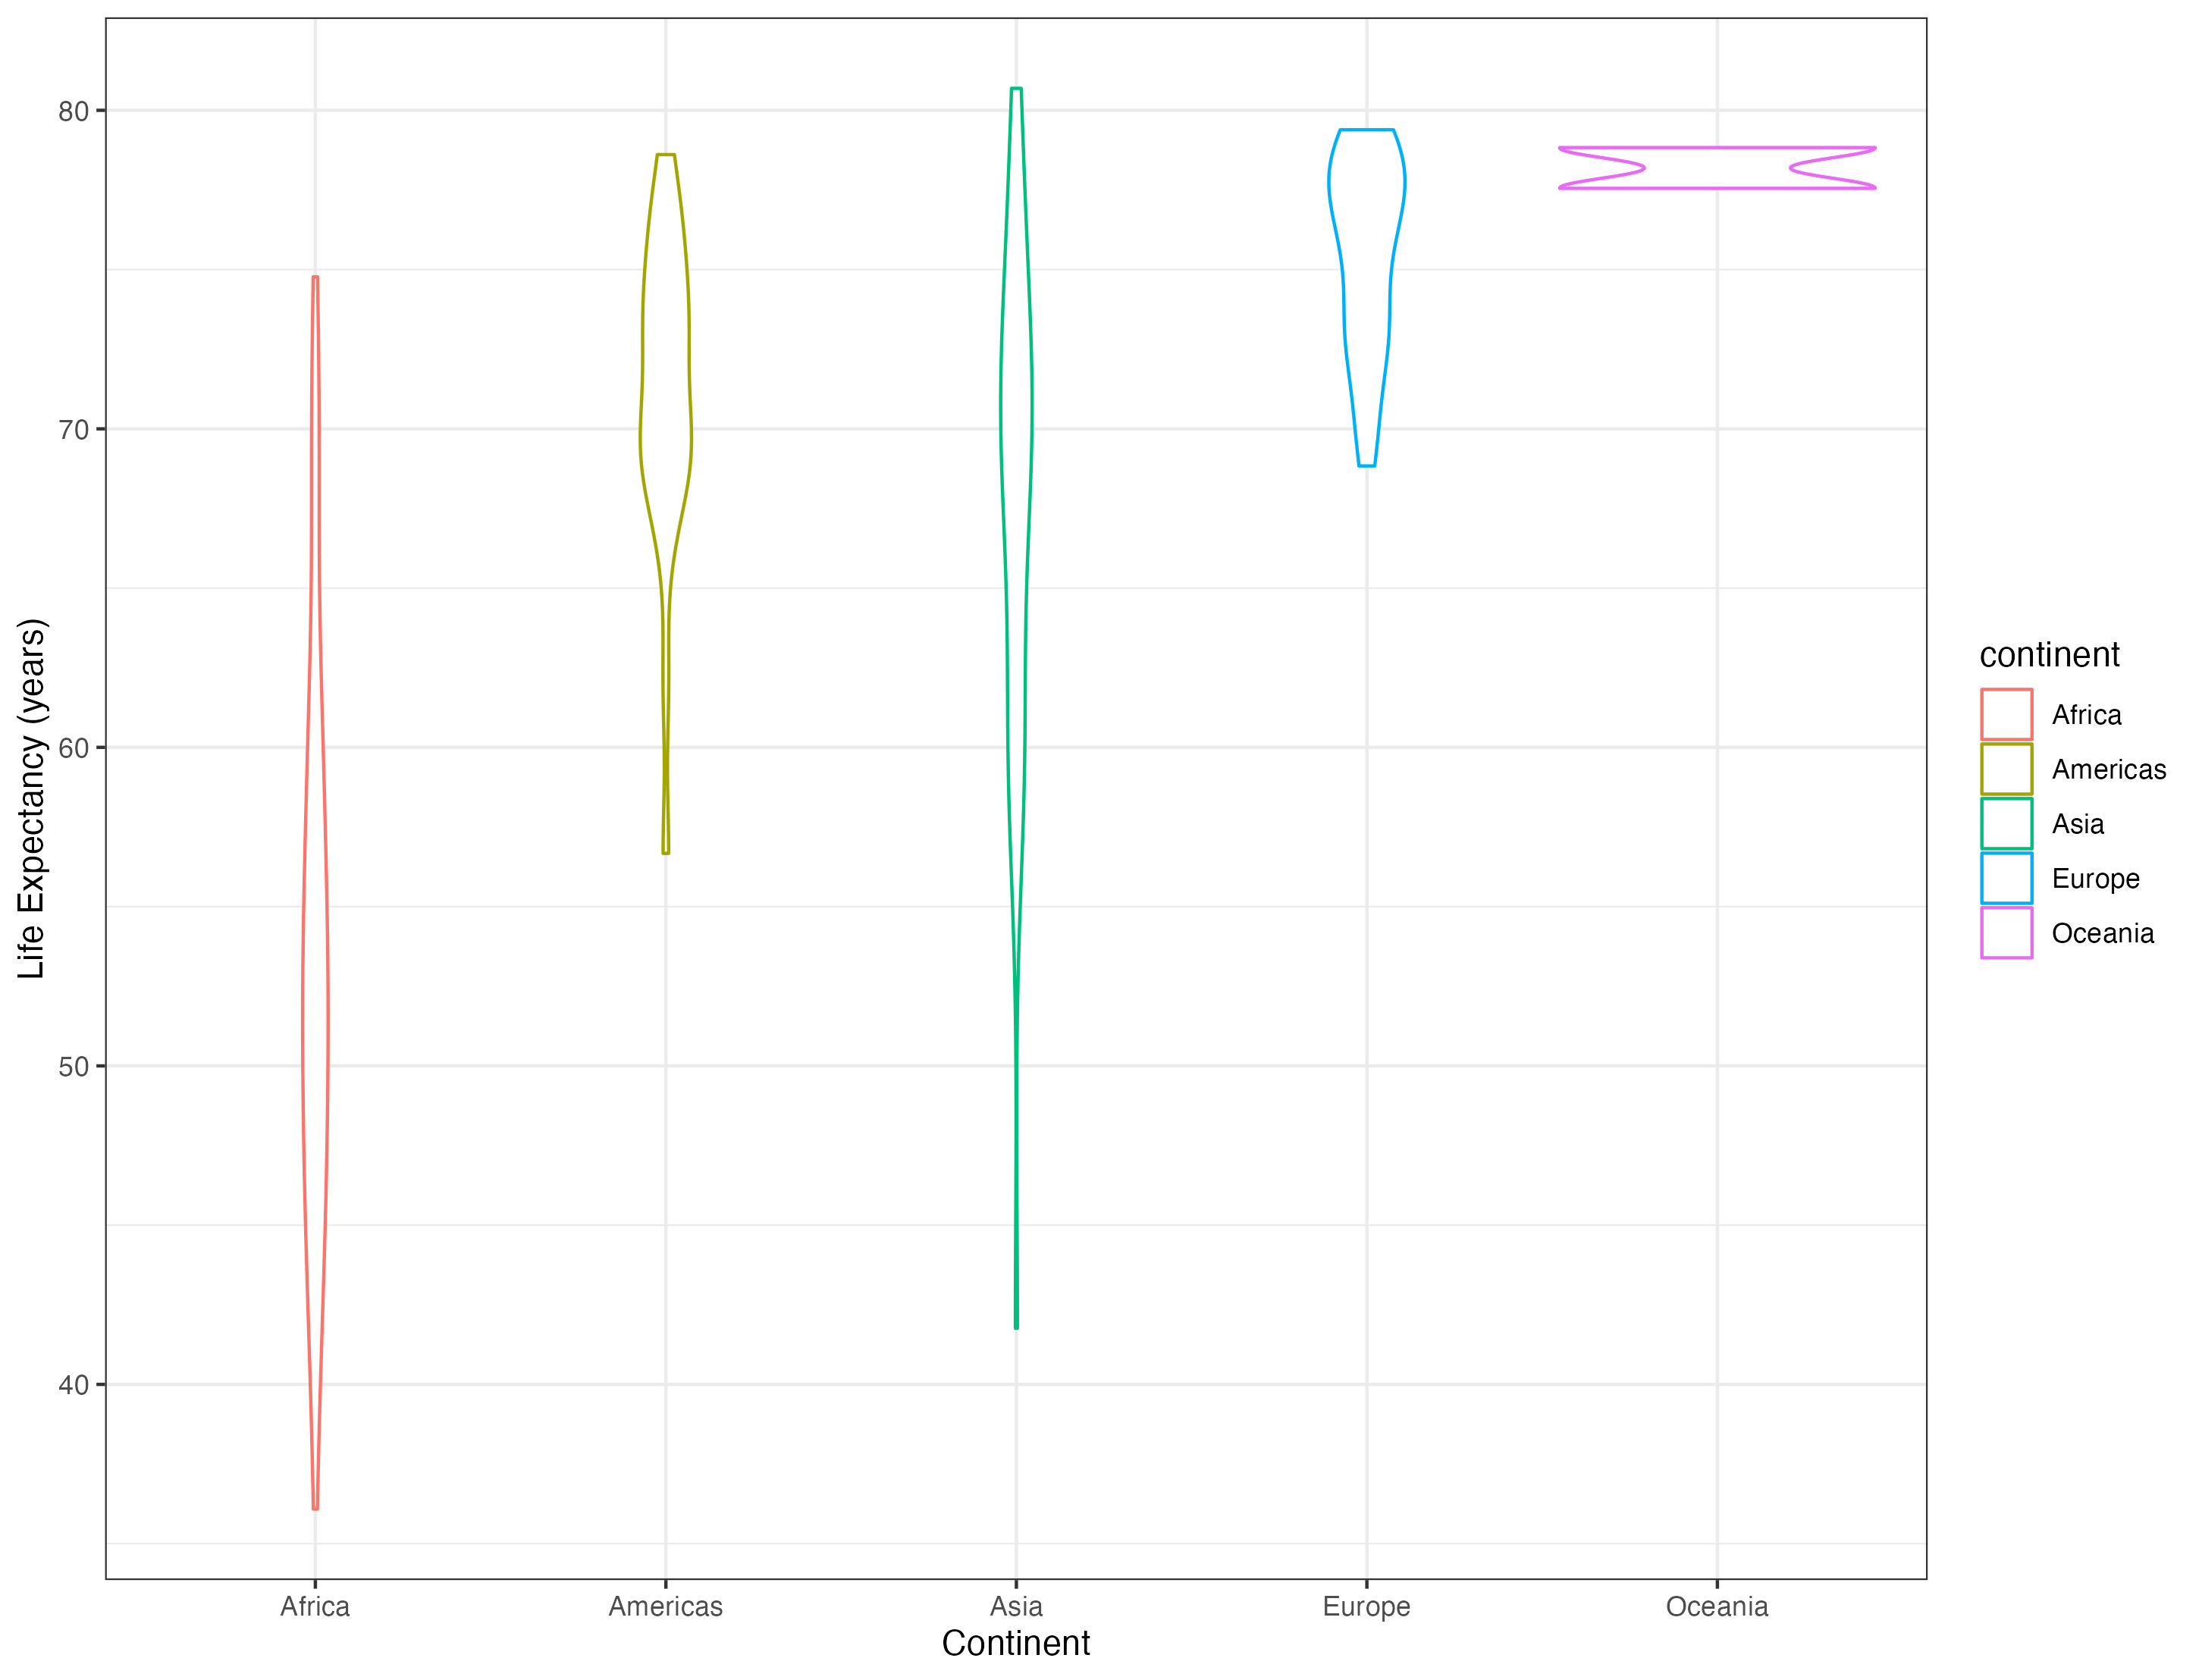 80
70
60
50
40
Life Expectancy (years)
Africa
Americas
Asia
Europe
Oceania
Continent
continent
Africa
Americas
Asia
Europe
Oceania